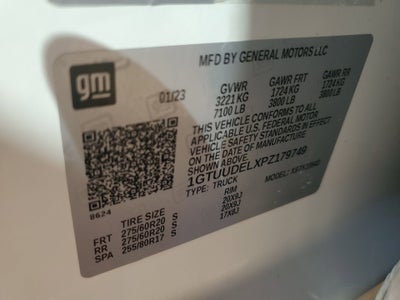 gm
MFD BY GENERAL MOTORS LLC
01/23 GVWR GAWR FRT GAWR RR
3221 KG 1724 KG 1724 KG
7100 LB 3800 LB 3800 LB
THIS VEHICLE CONFORMS TO ALL
APPLICABLE U.S. FEDERAL MOTOR
VEHICLE SAFETY STANDARDS IN EFFECT
ON THE DATE OF MANUFACTURE
SHOWN ABOVE.
1GTUUDELXPZ179749
TYPE: TRUCK MODEL:
8624
TIRE SIZE RIM
FRT 275/60R20 S 20X9J
RR 275/60R20 S 20X9J
SPA 255/80R17 S 17X8J